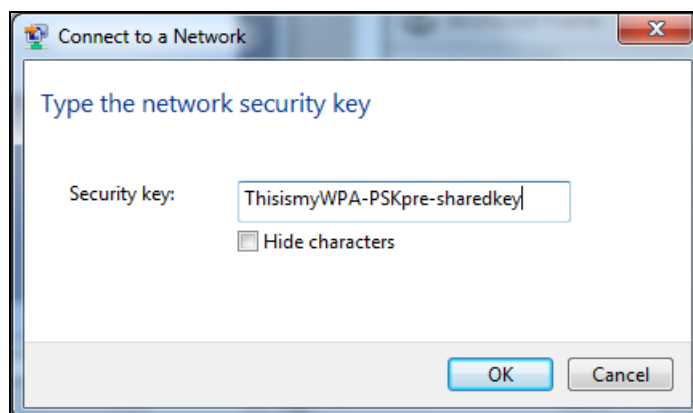 Connect to a Network
Type the network security key
Security key: ThisismyWPA-PSKpre-sharedkey
Hide characters
OK Cancel